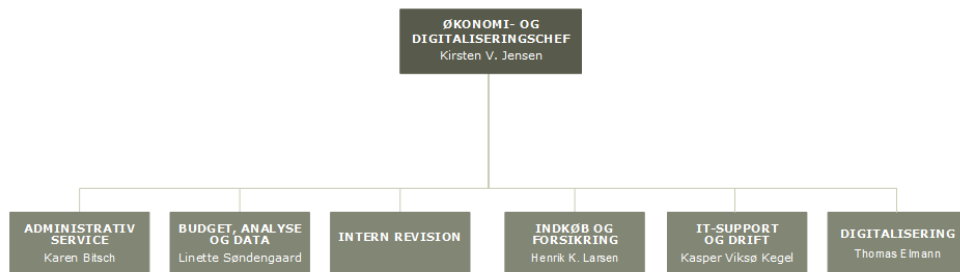 ØKONOMI- OG
DIGITALISERINGSCHEF
Kirsten V. Jensen
ADMINISTRATIV
SERVICE
Karen Bitsch
BUDGET, ANALYSE
OG DATA
Linette Søndengaard
INTERN REVISION
INDKØB OG
FORSIKRING
Henrik K. Larsen
IT-SUPPORT
OG DRIFT
Kasper Viksø Kegel
DIGITALISERING
Thomas Elmann